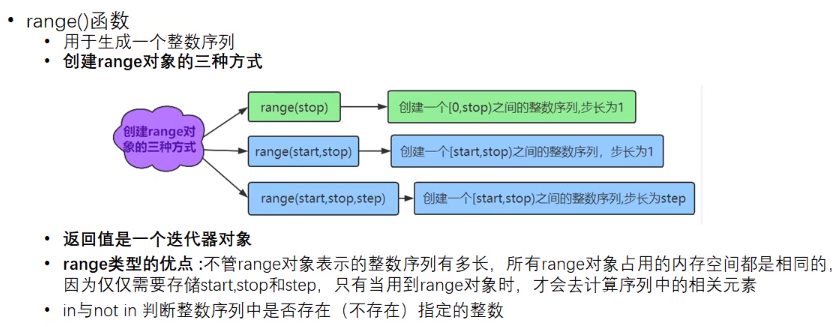 • range()函数
• 用于生成一个整数序列
• 创建range对象的三种方式
创建range对
象的三种方式
range(stop)
创建一个[0,stop)之间的整数序列,步长为1
range(start,stop)
创建一个[start,stop)之间的整数序列，步长为1
range(start,stop,step)
创建一个[start,stop)之间的整数序列,步长为step
• 返回值是一个迭代器对象
• range类型的优点 :不管range对象表示的整数序列有多长，所有range对象占用的内存空间都是相同的，
因为仅仅需要存储start,stop和step，只有当用到range对象时，才会去计算序列中的相关元素
• in与not in 判断整数序列中是否存在（不存在）指定的整数